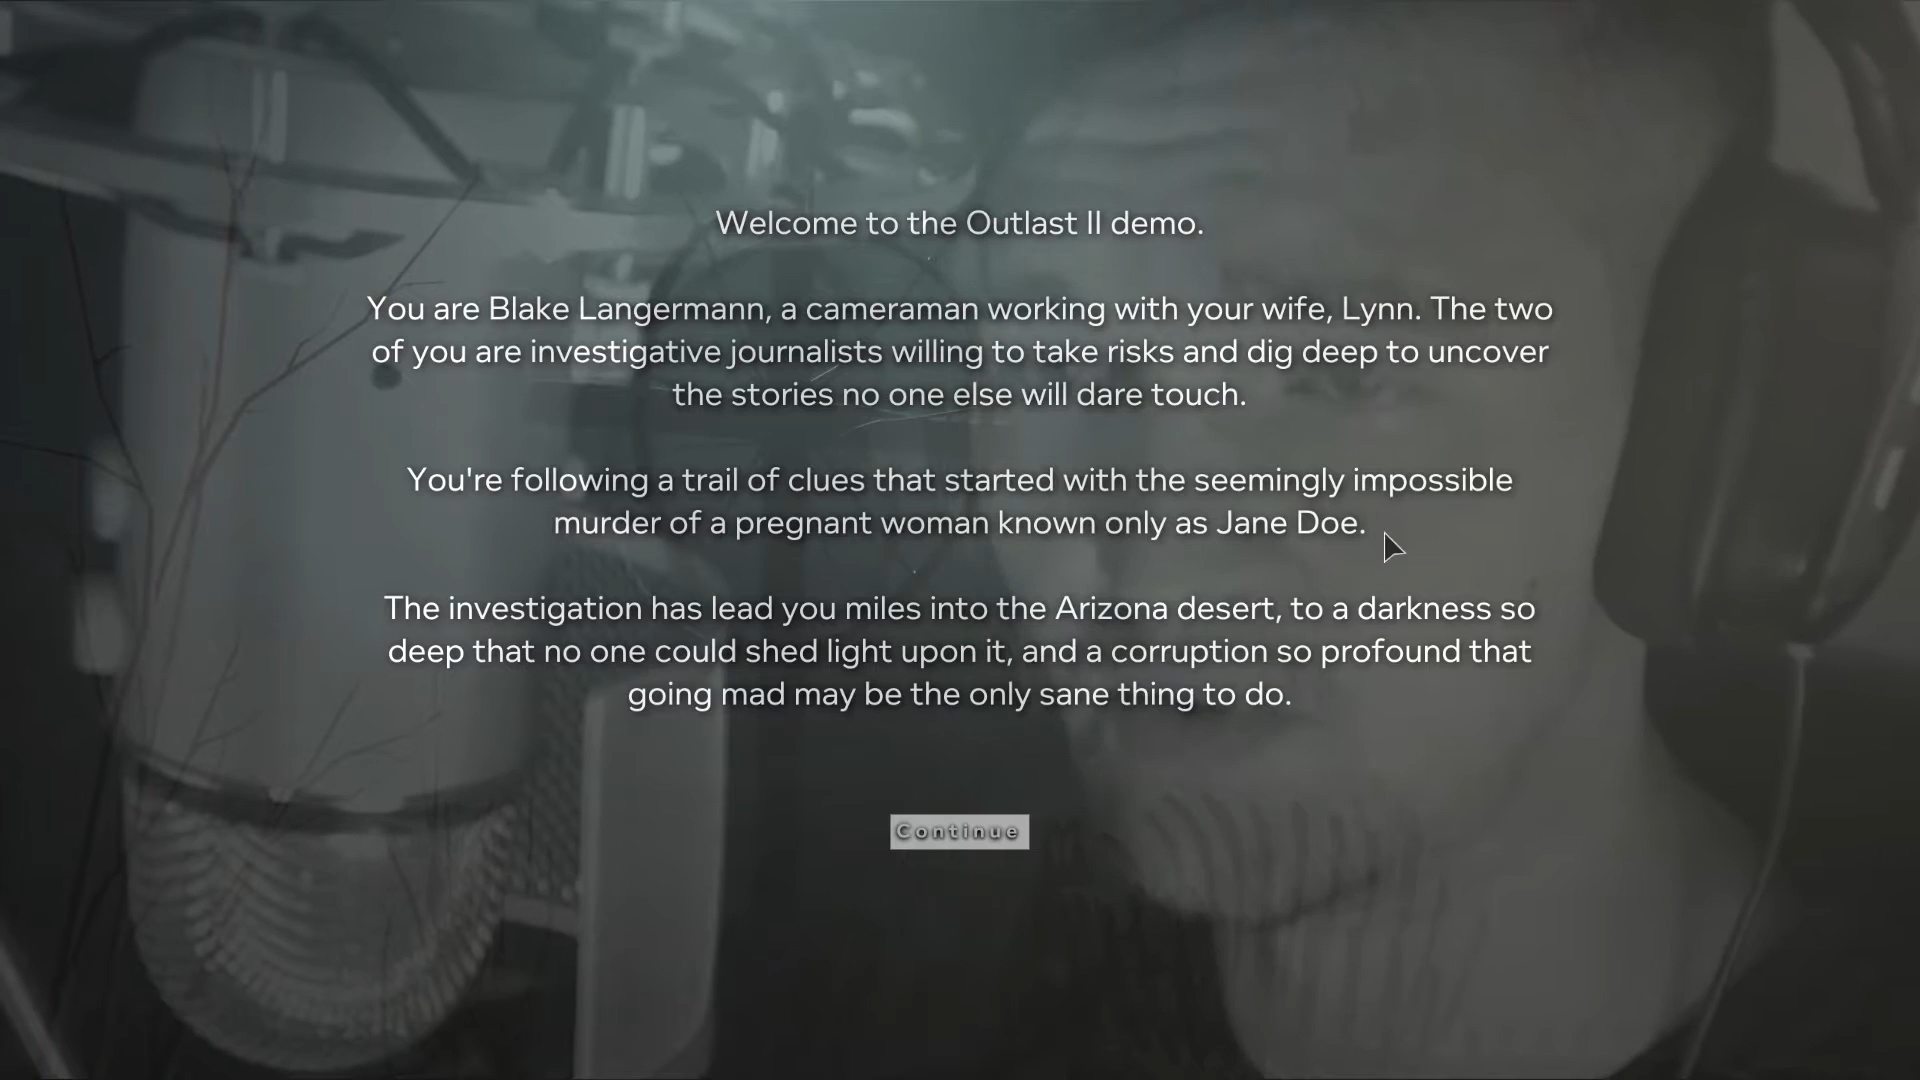 Welcome to the Outlast II demo.
You are Blake Langermann, a cameraman working with your wife, Lynn. The two
of you are investigative journalists willing to take risks and dig deep to uncover
the stories no one else will dare touch.
You're following a trail of clues that started with the seemingly impossible
murder of a pregnant woman known only as Jane Doe.
The investigation has lead you miles into the Arizona desert, to a darkness so
deep that no one could shed light upon it, and a corruption so profound that
going mad may be the only sane thing to do.
Continue